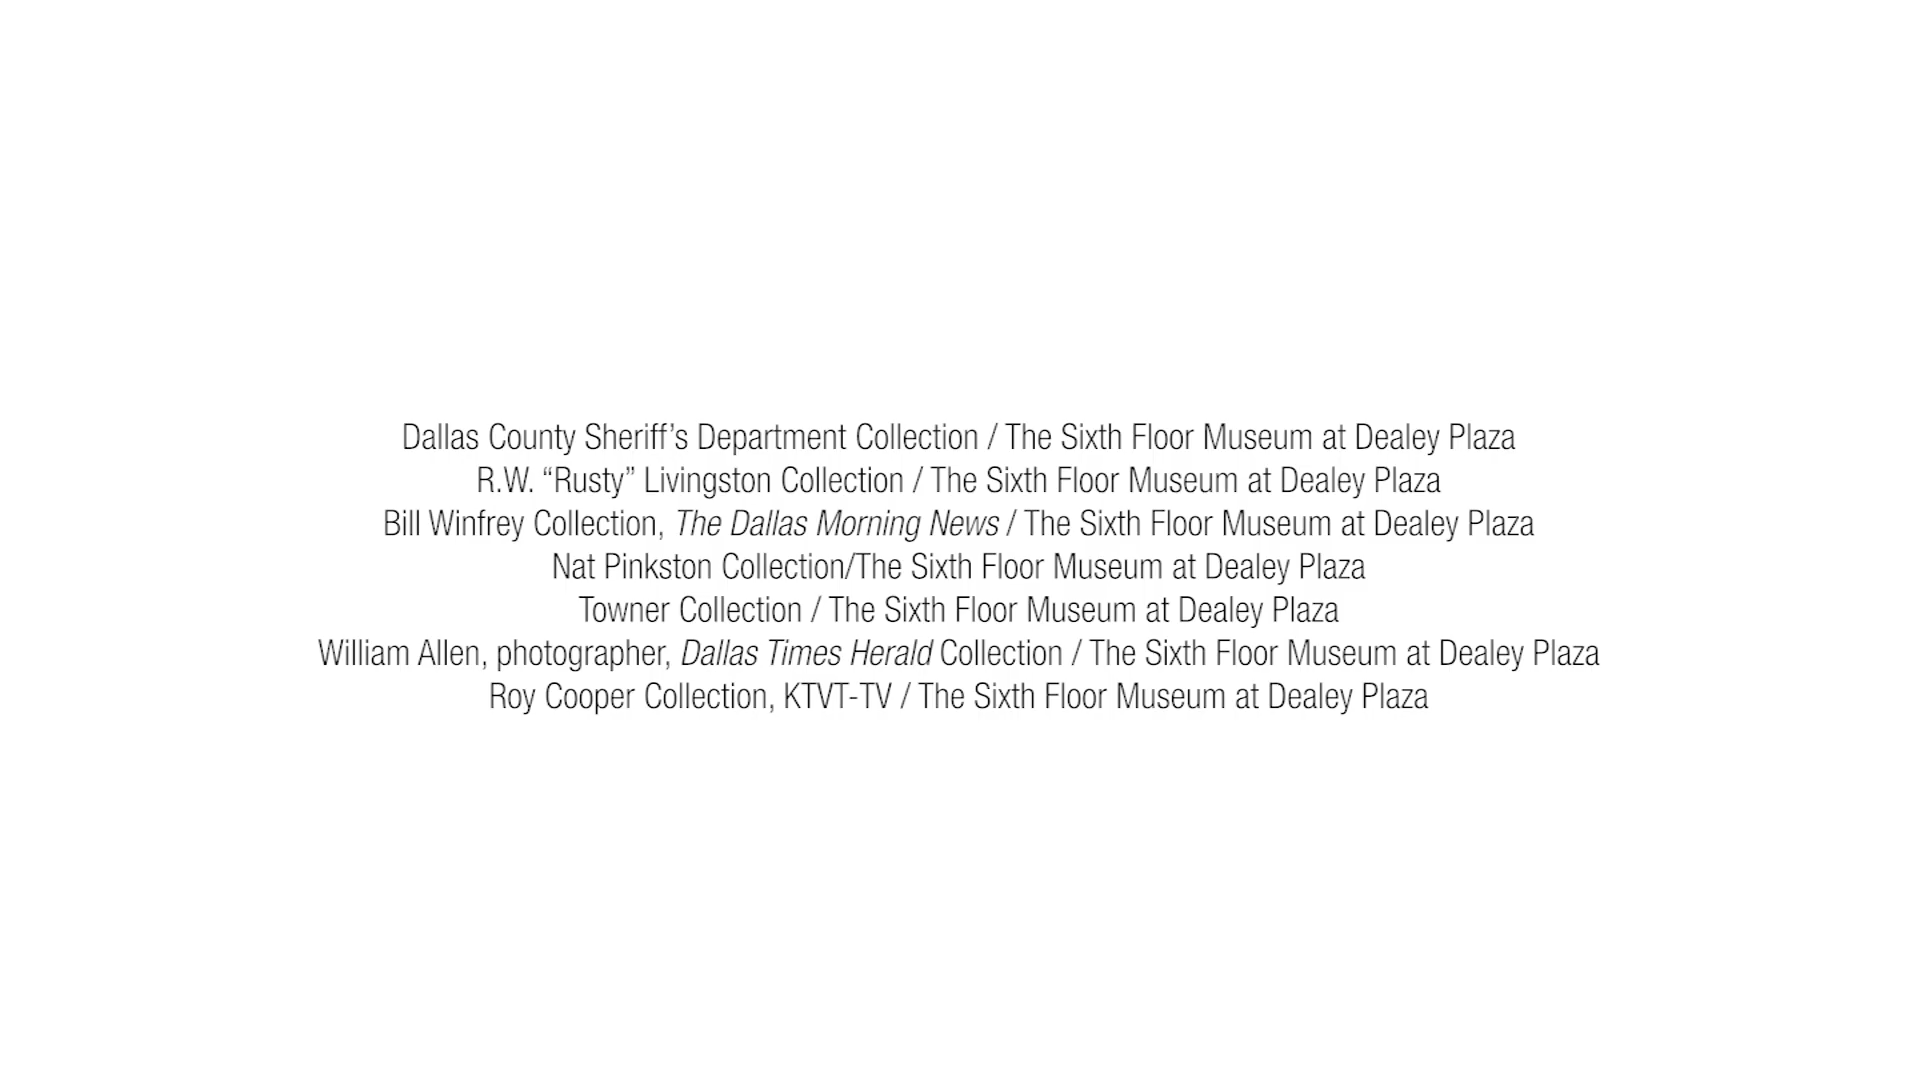 Dallas County Sheriff’s Department Collection / The Sixth Floor Museum at Dealey Plaza
R.W. “Rusty” Livingston Collection / The Sixth Floor Museum at Dealey Plaza
Bill Winfrey Collection, The Dallas Morning News / The Sixth Floor Museum at Dealey Plaza
Nat Pinkston Collection/The Sixth Floor Museum at Dealey Plaza
Towner Collection / The Sixth Floor Museum at Dealey Plaza
William Allen, photographer, Dallas Times Herald Collection / The Sixth Floor Museum at Dealey Plaza
Roy Cooper Collection, KTVT-TV / The Sixth Floor Museum at Dealey Plaza